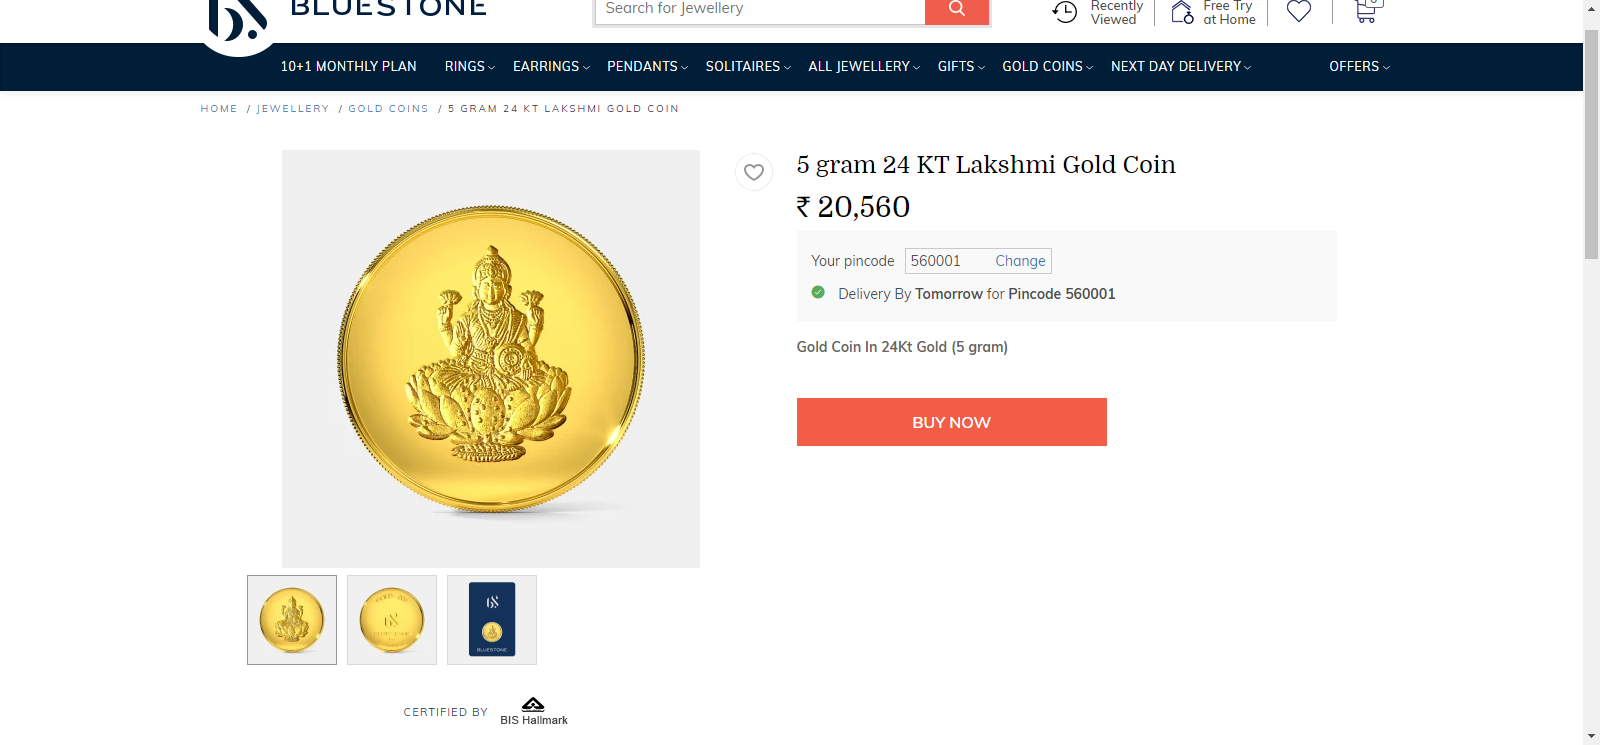 BLUESTONE
Search for Jewellery
Recently
Viewed
Free Try
at Home
0
10+1 MONTHLY PLAN RINGS EARRINGS PENDANTS SOLITAIRES ALL JEWELLERY GIFTS GOLD COINS NEXT DAY DELIVERY OFFERS
HOME / JEWELLERY / GOLD COINS / 5 GRAM 24 KT LAKSHMI GOLD COIN
5 gram 24 KT Lakshmi Gold Coin
₹ 20,560
Your pincode 560001 Change
Delivery By Tomorrow for Pincode 560001
Gold Coin In 24Kt Gold (5 gram)
BUY NOW
BLUESTONE
CERTIFIED BY
BIS Hallmark